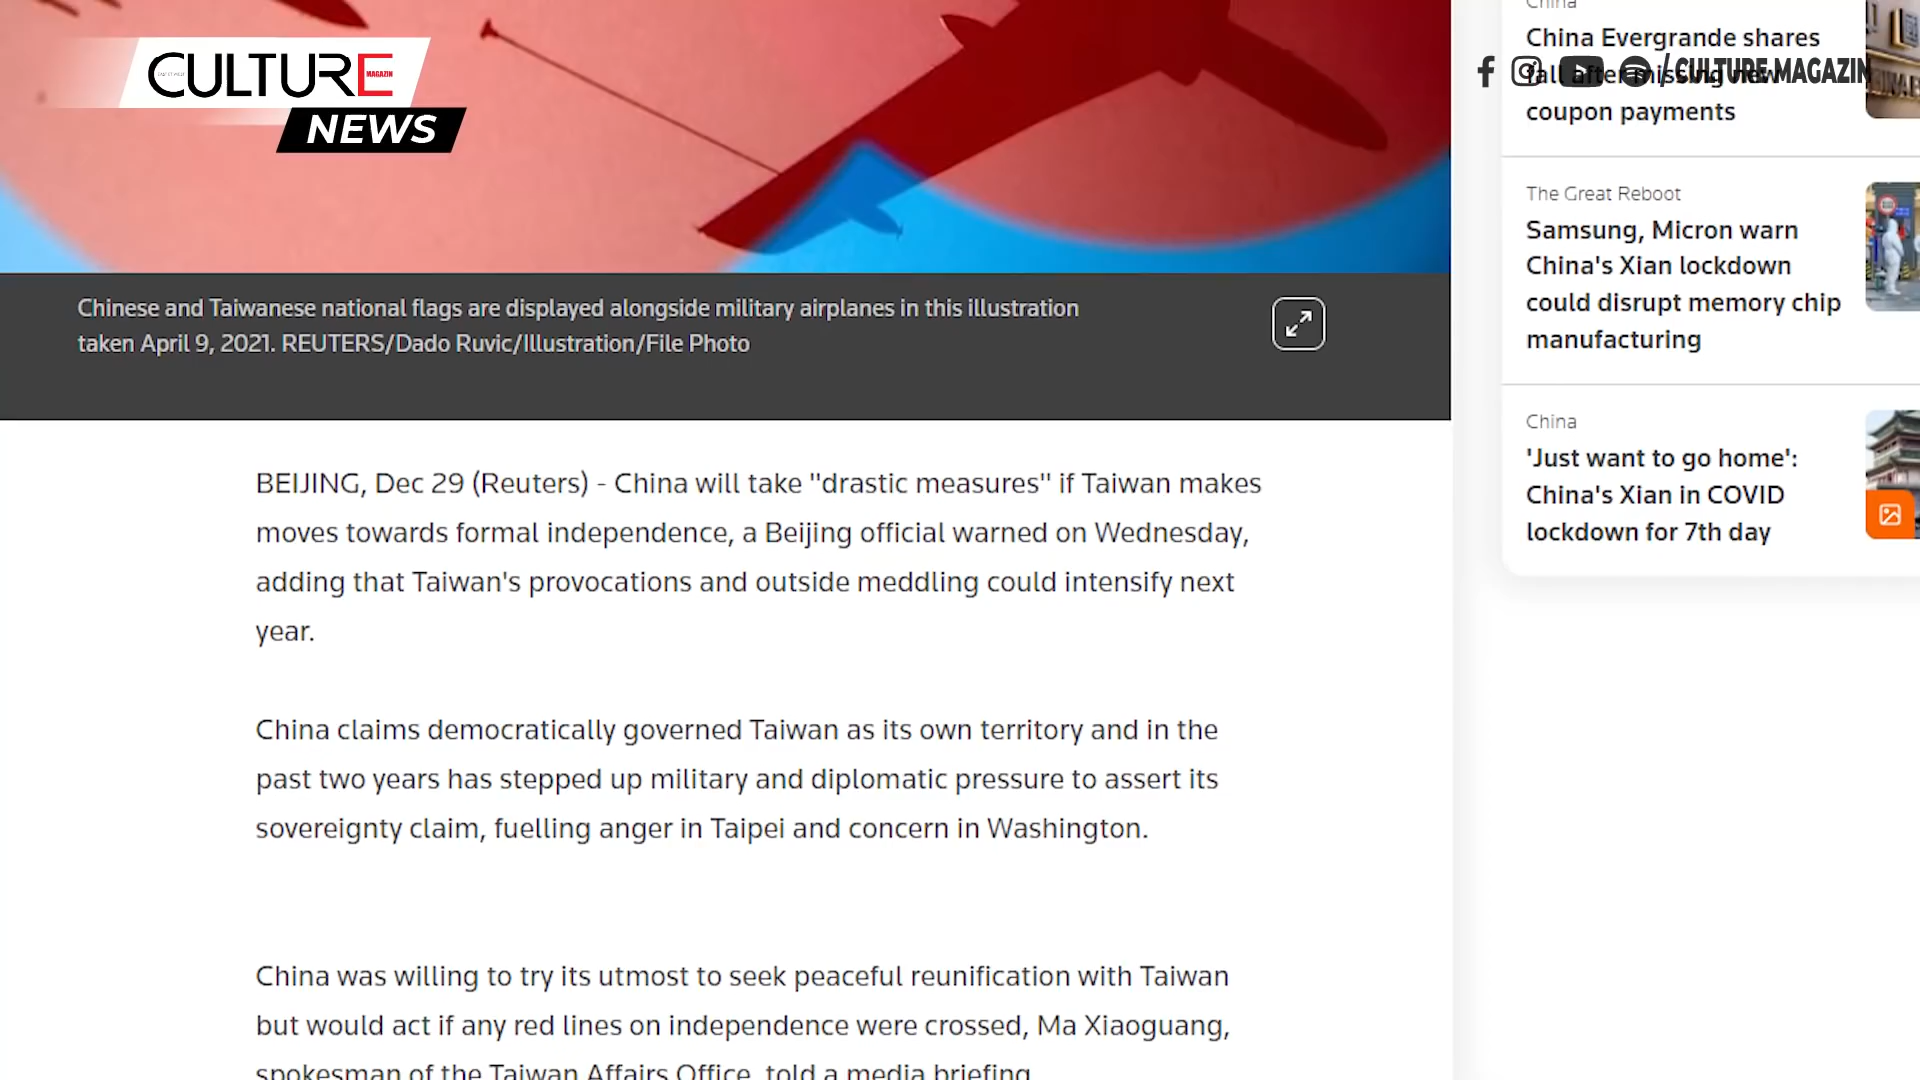 CULTURE
MAGAZIN
NEWS
/ CULTURE.MAGAZIN
Chinese and Taiwanese national flags are displayed alongside military airplanes in this illustration
taken April 9, 2021. REUTERS/Dado Ruvic/Illustration/File Photo
BEIJING, Dec 29 (Reuters) - China will take "drastic measures" if Taiwan makes
moves towards formal independence, a Beijing official warned on Wednesday,
adding that Taiwan's provocations and outside meddling could intensify next
year.
China claims democratically governed Taiwan as its own territory and in the
past two years has stepped up military and diplomatic pressure to assert its
sovereignty claim, fuelling anger in Taipei and concern in Washington.
China was willing to try its utmost to seek peaceful reunification with Taiwan
but would act if any red lines on independence were crossed, Ma Xiaoguang,
spokesman of the Taiwan Affairs Office, told a media briefing.
China
China Evergrande shares
fall after missing new
coupon payments
The Great Reboot
Samsung, Micron warn
China's Xian lockdown
could disrupt memory chip
manufacturing
China
'Just want to go home':
China's Xian in COVID
lockdown for 7th day